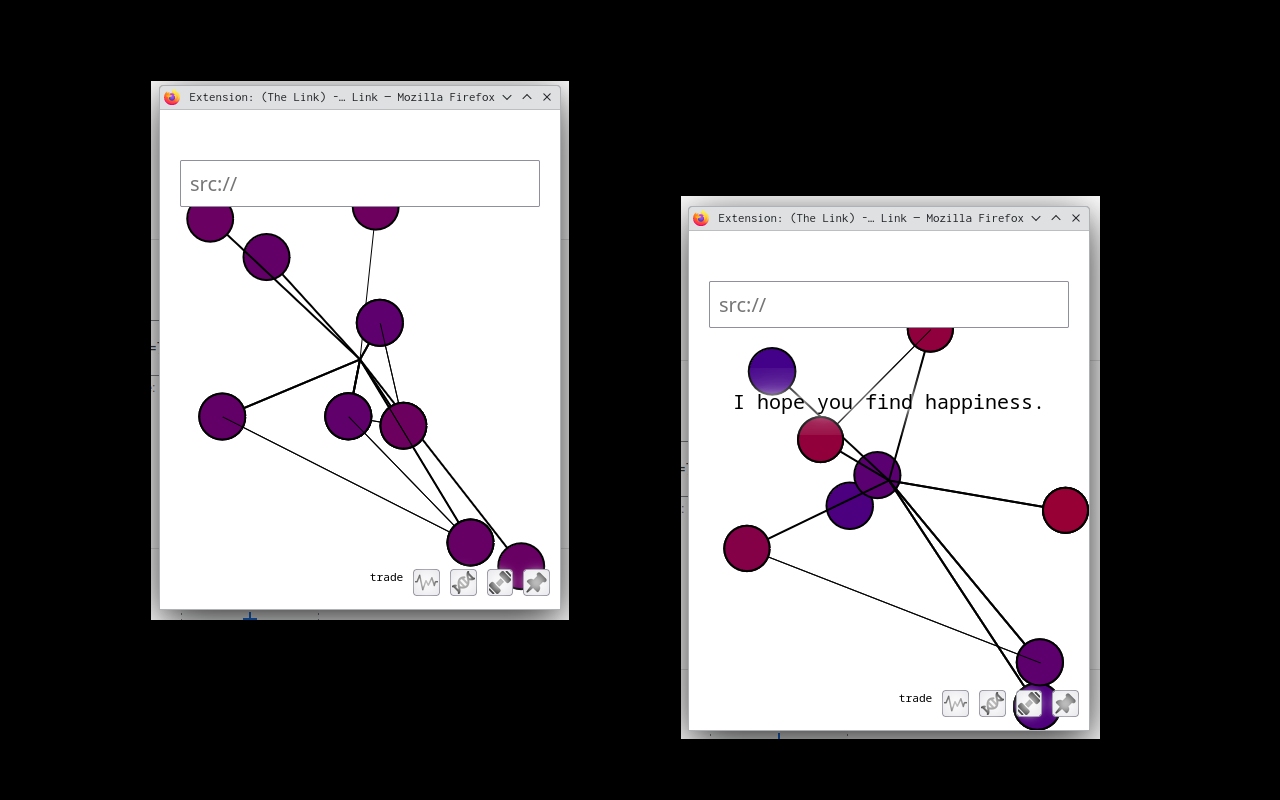 Extension: (The Link) -… Link — Mozilla Firefox
src://
trade
Extension: (The Link) -… Link — Mozilla Firefox
src://
I hope you find happiness.
trade